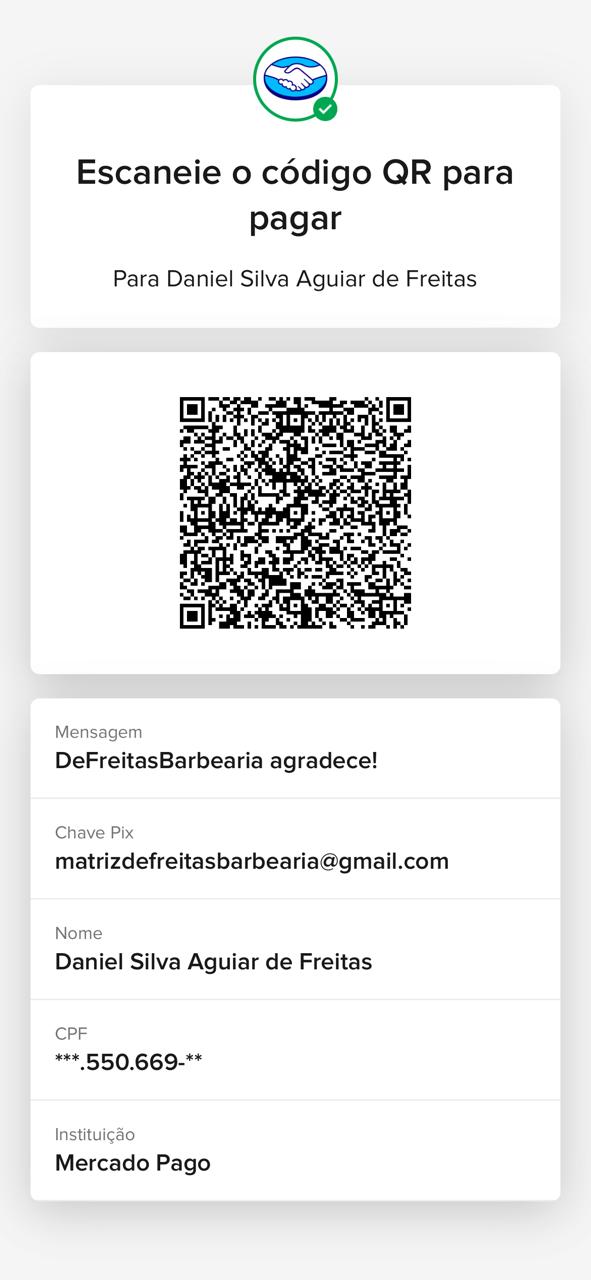 Escaneie o código QR para
pagar
Para Daniel Silva Aguiar de Freitas
Mensagem
DeFreitasBarbearia agradece!
Chave Pix
matrizdefreitasbarbearia@gmail.com
Nome
Daniel Silva Aguiar de Freitas
CPF
***.550.669-**
Instituição
Mercado Pago